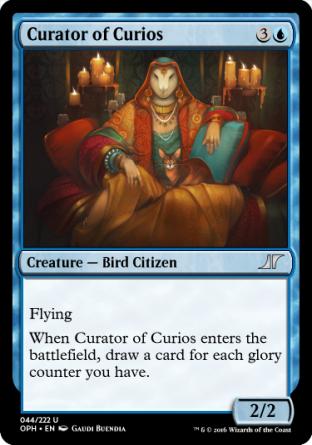 Curator of Curios 3
Creature — Bird Citizen
Flying
When Curator of Curios enters the
battlefield, draw a card for each glory
counter you have.
2/2
044/222 U
OPH • EN Gaudi Buendia
™ & © 2016 Wizards of the Coast